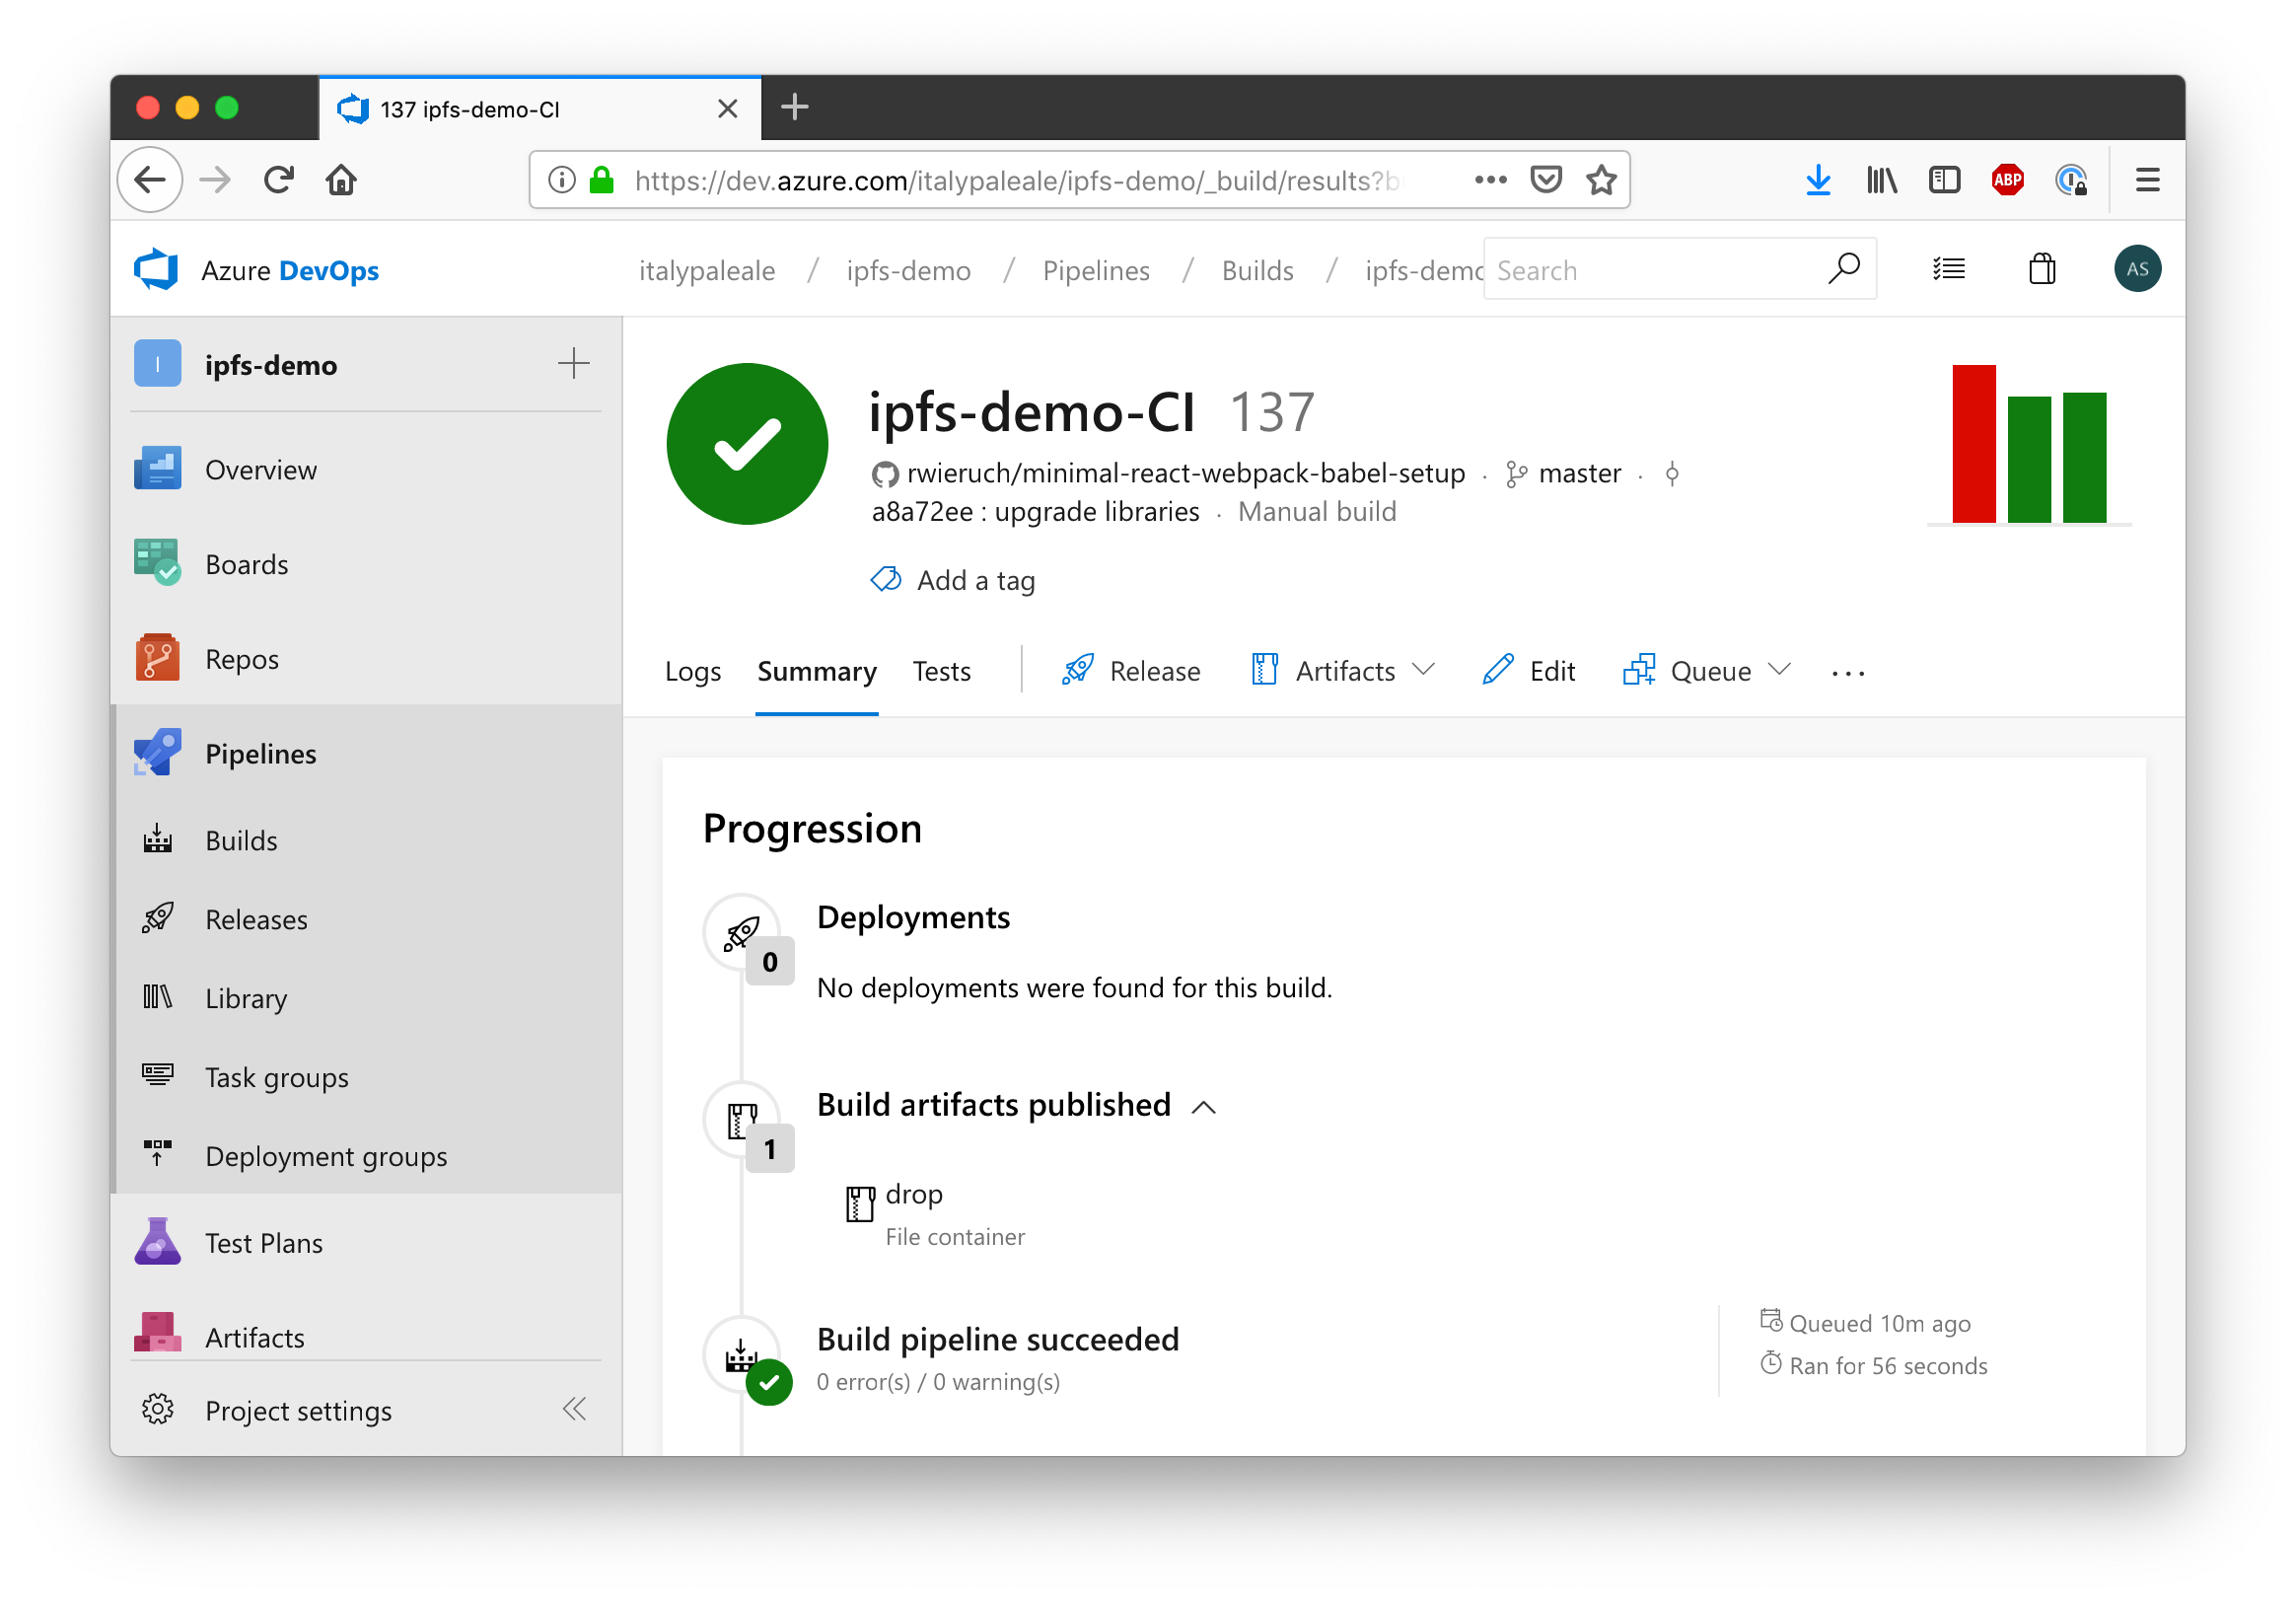 137 ipfs-demo-CI
https://dev.azure.com/italypaleale/ipfs-demo/_build/results?b
ABP
Azure DevOps
italypaleale / ipfs-demo / Pipelines / Builds / ipfs-demo
Search
AS
I
ipfs-demo
Overview
Boards
Repos
Pipelines
Builds
Releases
Library
Task groups
Deployment groups
Test Plans
Artifacts
Project settings
ipfs-demo-CI 137
rwieruch/minimal-react-webpack-babel-setup · master ·
a8a72ee : upgrade libraries · Manual build
Add a tag
Logs Summary Tests Release Artifacts Edit Queue ...
Progression
Deployments
0
No deployments were found for this build.
Build artifacts published
1
drop
File container
Build pipeline succeeded
0 error(s) / 0 warning(s)
Queued 10m ago
Ran for 56 seconds